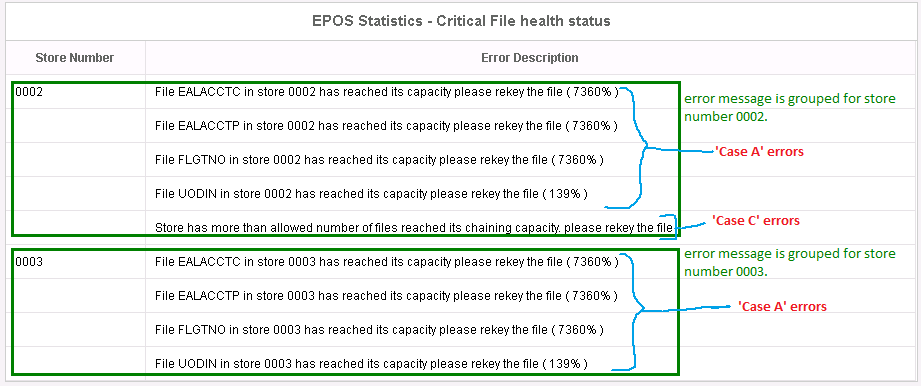 EPOS Statistics - Critical File health status
Store Number
Error Description
0002
File EALACCTC in store 0002 has reached its capacity please rekey the file ( 7360% )
error message is grouped for store
number 0002.
File EALACCTP in store 0002 has reached its capacity please rekey the file ( 7360% )
'Case A' errors
File FLGTNO in store 0002 has reached its capacity please rekey the file ( 7360% )
File UODIN in store 0002 has reached its capacity please rekey the file ( 139% )
'Case C' errors
Store has more than allowed number of files reached its chaining capacity. please rekey the file
0003
File EALACCTC in store 0003 has reached its capacity please rekey the file ( 7360% )
error message is grouped for store
number 0003.
File EALACCTP in store 0003 has reached its capacity please rekey the file ( 7360% )
'Case A' errors
File FLGTNO in store 0003 has reached its capacity please rekey the file ( 7360% )
File UODIN in store 0003 has reached its capacity please rekey the file ( 139% )